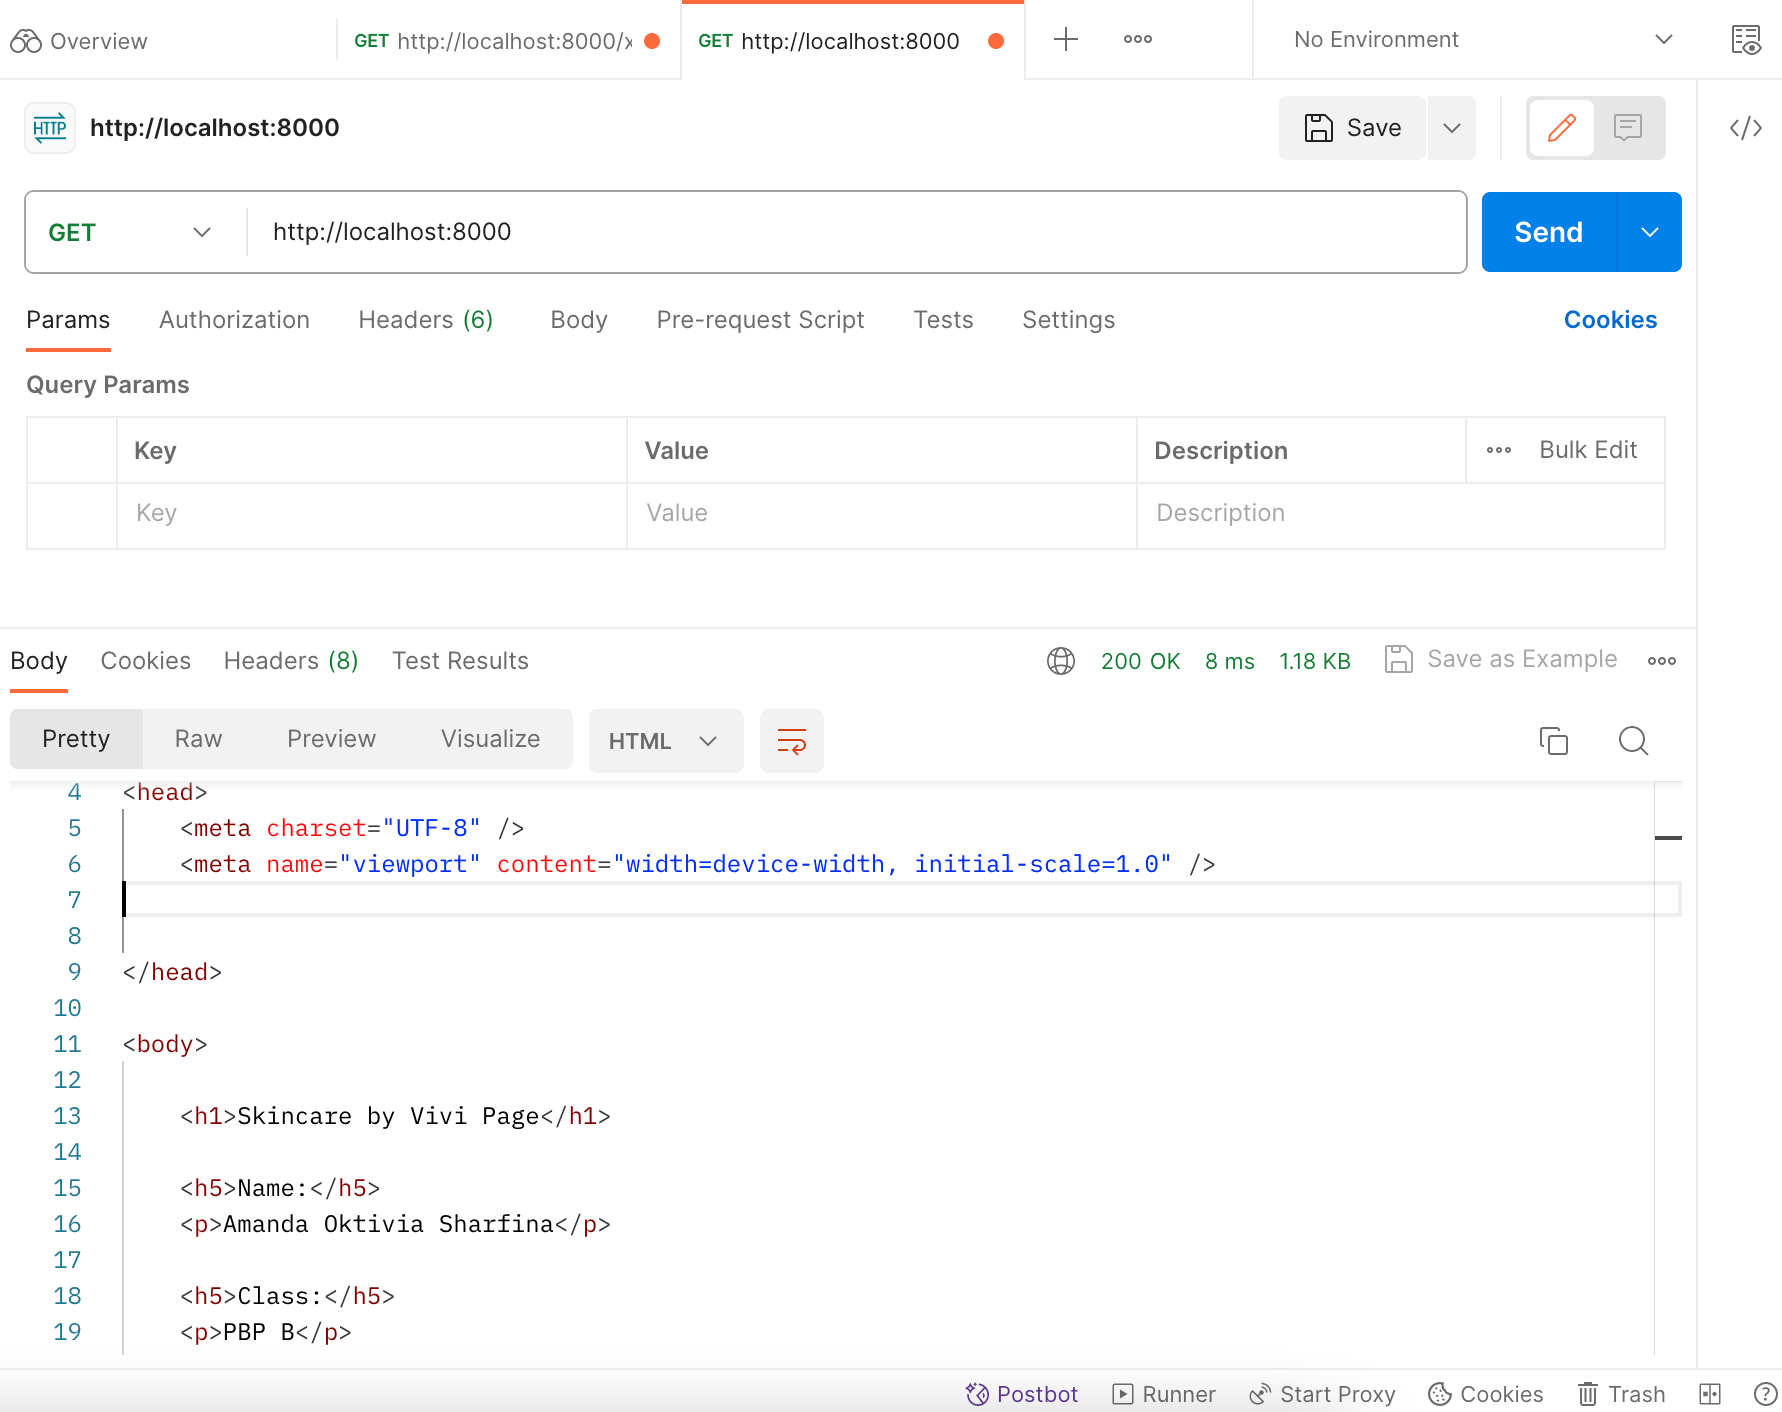 Overview
GET http://localhost:8000/x
GET http://localhost:8000
No Environment
HTTP
http://localhost:8000
Save
GET
http://localhost:8000
Send
Params
Authorization
Headers (6)
Body
Pre-request Script
Tests
Settings
Cookies
Query Params
Key
Value
Description
Bulk Edit
Key
Value
Description
Body
Cookies
Headers (8)
Test Results
200 OK
8 ms
1.18 KB
Save as Example
Pretty
Raw
Preview
Visualize
HTML
4 <head>
5 <meta charset="UTF-8" />
6 <meta name="viewport" content="width=device-width, initial-scale=1.0" />
7
8
9 </head>
10
11 <body>
12
13 <h1>Skincare by Vivi Page</h1>
14
15 <h5>Name:</h5>
16 <p>Amanda Oktivia Sharfina</p>
17
18 <h5>Class:</h5>
19 <p>PBP B</p>
Postbot
Runner
Start Proxy
Cookies
Trash